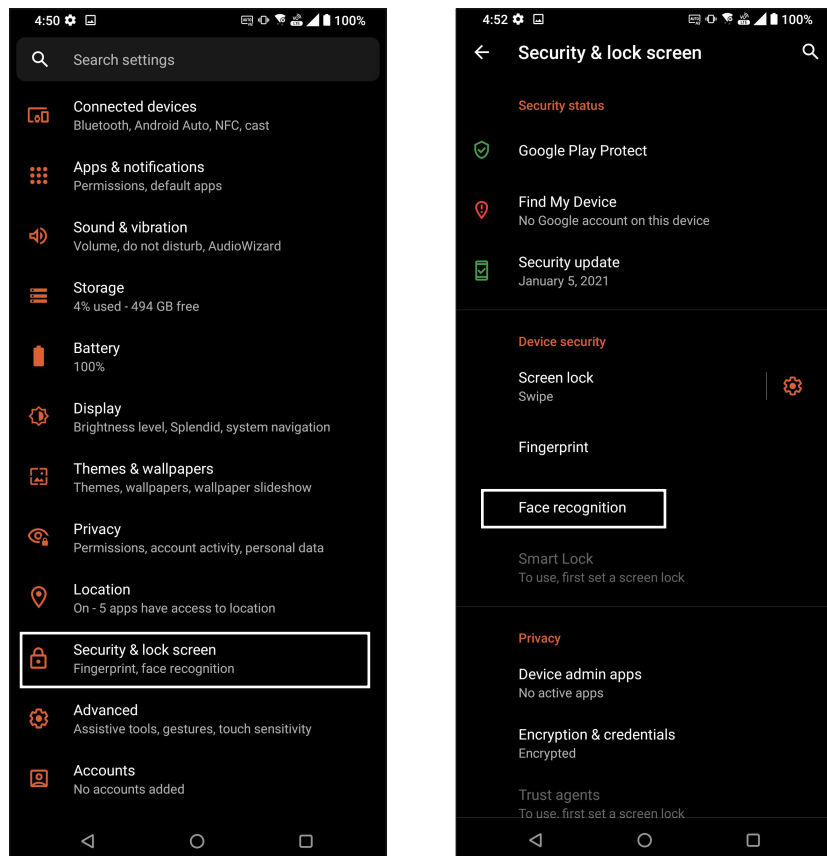 4:50
100%
Search settings
Connected devices
Bluetooth, Android Auto, NFC, cast
Apps & notifications
Permissions, default apps
Sound & vibration
Volume, do not disturb, AudioWizard
Storage
4% used - 494 GB free
Battery
100%
Display
Brightness level, Splendid, system navigation
Themes & wallpapers
Themes, wallpapers, wallpaper slideshow
Privacy
Permissions, account activity, personal data
Location
On - 5 apps have access to location
Security & lock screen
Fingerprint, face recognition
Advanced
Assistive tools, gestures, touch sensitivity
Accounts
No accounts added
4:52
100%
Security & lock screen
Security status
Google Play Protect
Find My Device
No Google account on this device
Security update
January 5, 2021
Device security
Screen lock
Swipe
Fingerprint
Face recognition
Smart Lock
To use, first set a screen lock
Privacy
Device admin apps
No active apps
Encryption & credentials
Encrypted
Trust agents
To use, first set a screen lock